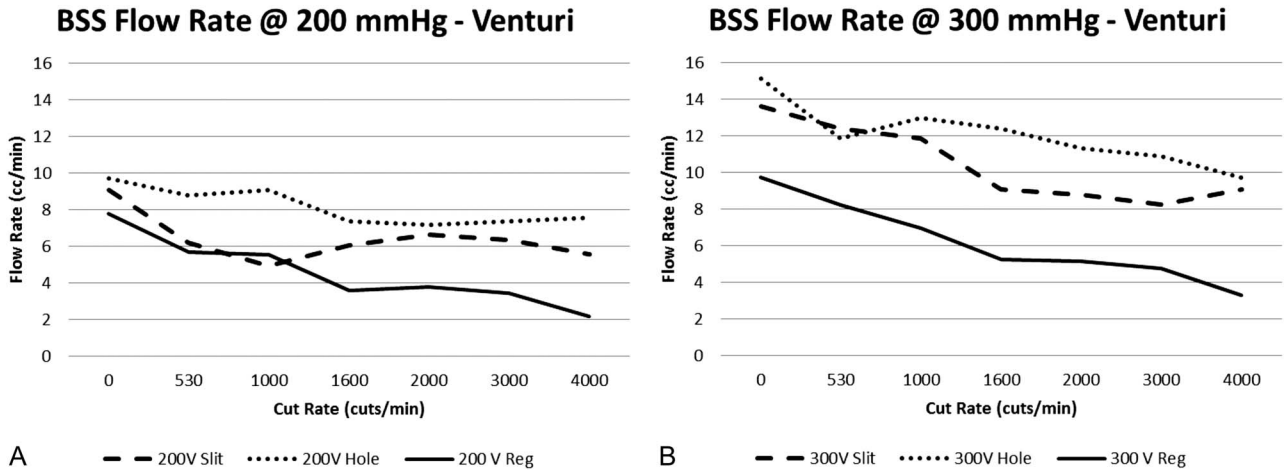 BSS Flow Rate @ 200 mmHg - Venturi
Flow Rate (cc/min)
16
14
12
10
8
6
4
2
0
0 530 1000 1600 2000 3000 4000
Cut Rate (cuts/min)
A 200V Slit 200V Hole 200 V Reg
BSS Flow Rate @ 300 mmHg - Venturi
Flow Rate (cc/min)
16
14
12
10
8
6
4
2
0
0 530 1000 1600 2000 3000 4000
Cut Rate (cuts/min)
B 300V Slit 300V Hole 300 V Reg